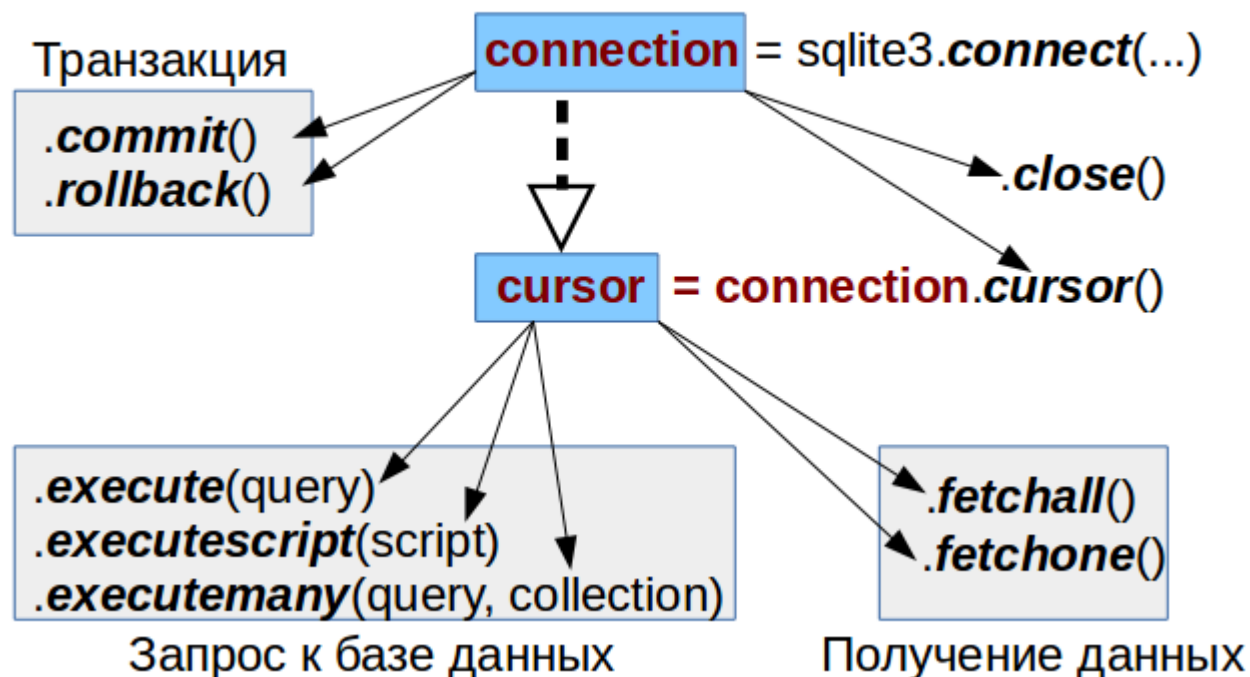 connection = sqlite3.connect(...)
Транзакция
.commit()
.rollback()
.close()
cursor = connection.cursor()
.execute(query)
.executescript(script)
.executemany(query, collection)
Запрос к базе данных
.fetchall()
.fetchone()
Получение данных